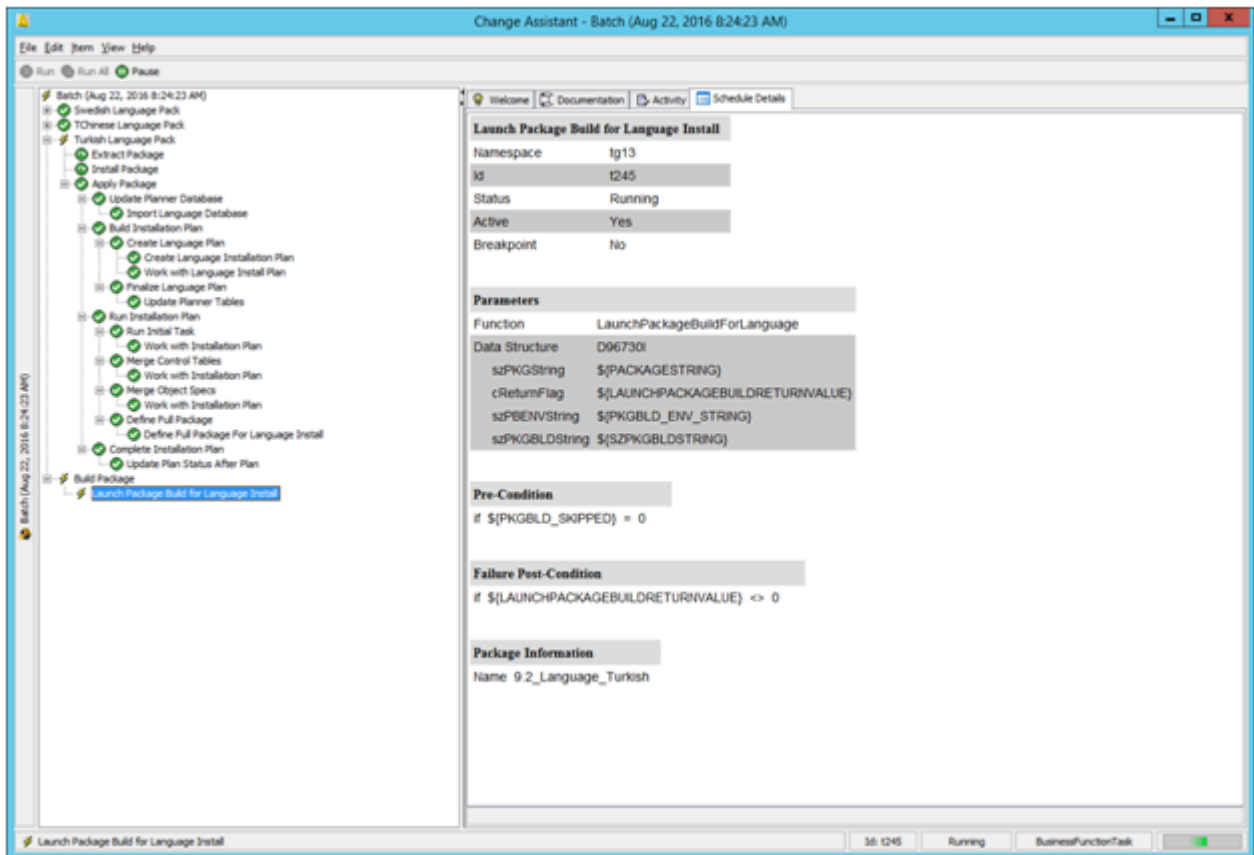 Change Assistant - Batch (Aug 22, 2016 8:24:23 AM)
File Edit Item View Help
Run Run All Pause
Batch (Aug 22, 2016 8:24:23 AM)
Swedish Language Pack
TChinese Language Pack
Turkish Language Pack
Extract Package
Install Package
Apply Package
Update Planner Database
Import Language Database
Build Installation Plan
Create Language Plan
Create Language Installation Plan
Work with Language Install Plan
Finalize Language Plan
Update Planner Tables
Run Installation Plan
Run Initial Task
Work with Installation Plan
Merge Control Tables
Work with Installation Plan
Merge Object Specs
Work with Installation Plan
Define Full Package
Define Full Package For Language Install
Complete Installation Plan
Update Plan Status After Plan
Build Package
Launch Package Build for Language Install
Batch (Aug 22, 2016 8:24:23 AM)
Welcome Documentation Activity Schedule Details
Launch Package Build for Language Install
Namespace tg13
Id t245
Status Running
Active Yes
Breakpoint No
Parameters
Function LaunchPackageBuildForLanguage
Data Structure D96730I
szPKGString ${PACKAGESTRING}
cReturnFlag ${LAUNCHPACKAGEBUILDRETURNVALUE}
szPBENVString ${PKGBLD_ENV_STRING}
szPKGBLDString ${SZPKGBLDSTRING}
Pre-Condition
if ${PKGBLD_SKIPPED} = 0
Failure Post-Condition
if ${LAUNCHPACKAGEBUILDRETURNVALUE} <> 0
Package Information
Name 9.2_Language_Turkish
Launch Package Build for Language Install Id: t245 Running BusinessFunctionTask